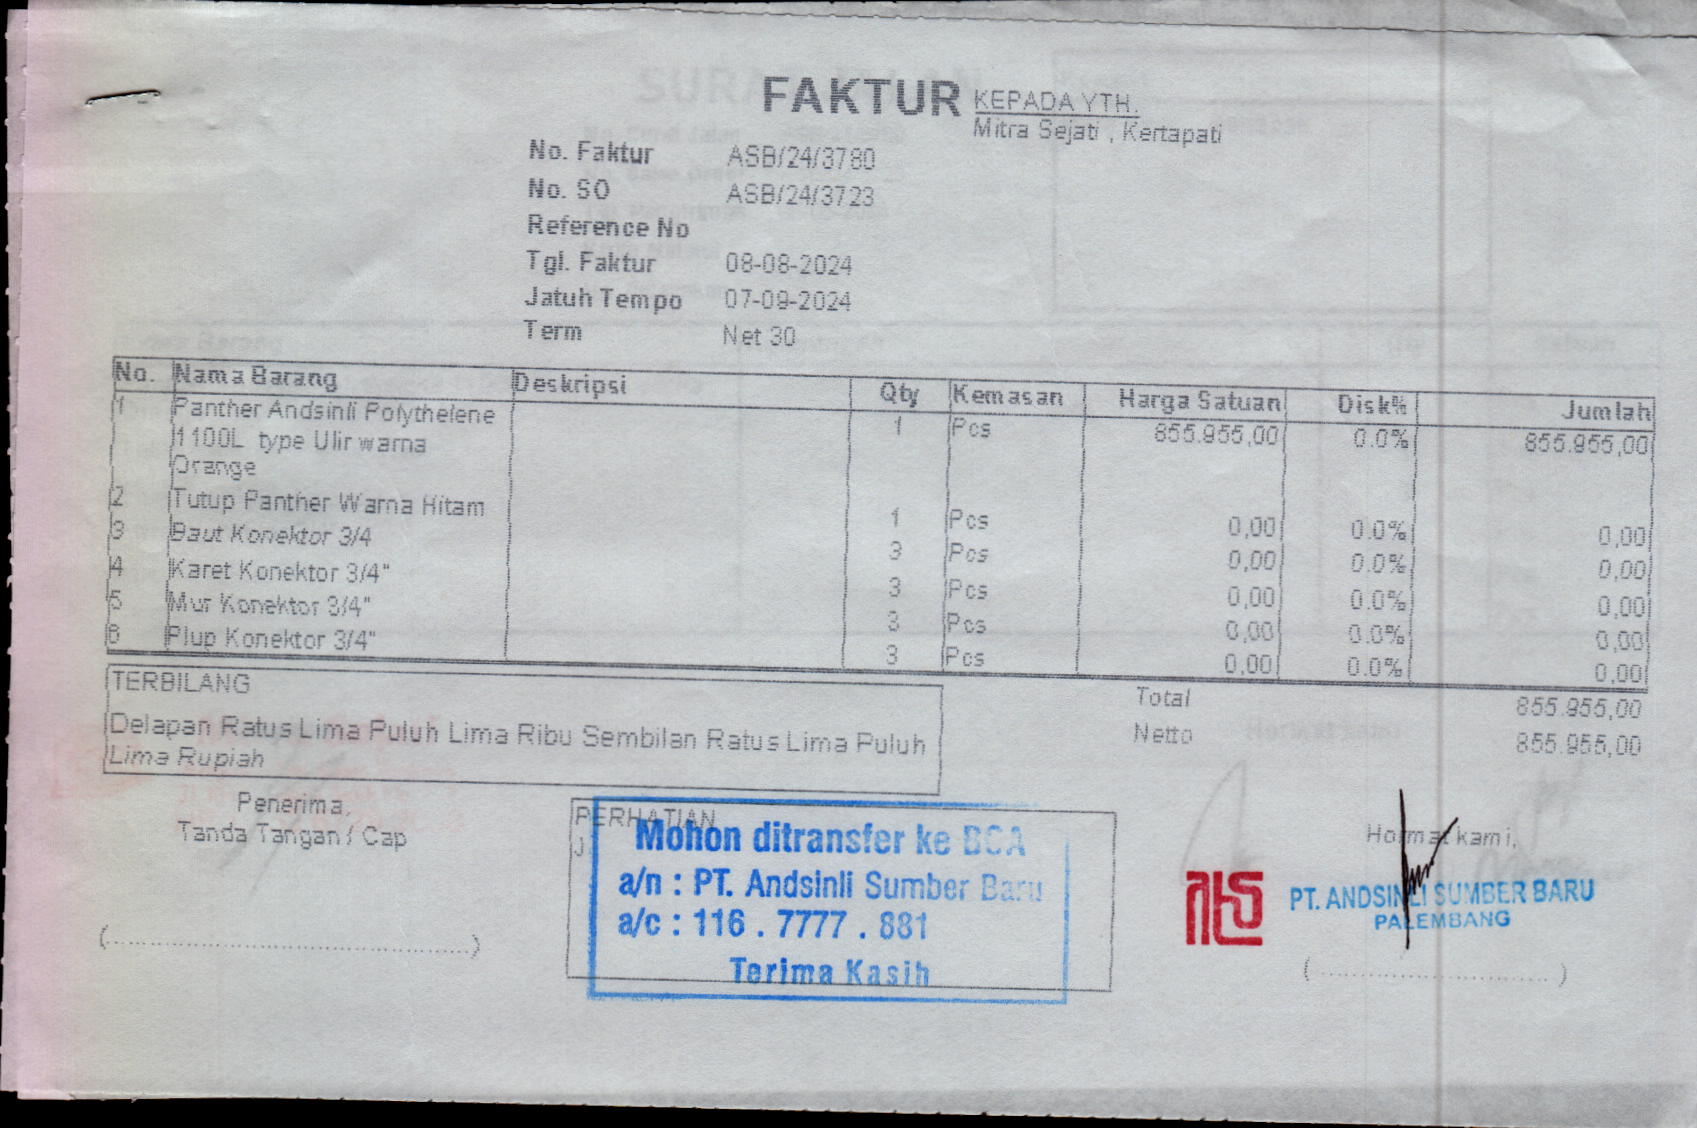 FAKTUR
KEPADA YTH.
Mitra Sejati , Kertapati
No. Faktur ASB/24/3780
No. SO ASB/24/3723
Reference No
Tgl. Faktur 08-08-2024
Jatuh Tempo 07-09-2024
Term Net 30
No. Nama Barang Deskripsi Qty Kemasan Harga Satuan Disk% Jumlah
1 Panther Andsinli Polythelene 1 Pcs 855.955,00 0.0% 855.955,00
1100L type Ulir warna
Orange
2 Tutup Panther Warna Hitam 1 Pcs 0,00 0.0% 0,00
3 Baut Konektor 3/4 3 Pcs 0,00 0.0% 0,00
4 Karet Konektor 3/4" 3 Pcs 0,00 0.0% 0,00
5 Mur Konektor 3/4" 3 Pcs 0,00 0.0% 0,00
6 Plup Konektor 3/4" 3 Pcs 0,00 0.0% 0,00
TERBILANG
Delapan Ratus Lima Puluh Lima Ribu Sembilan Ratus Lima Puluh
Lima Rupiah
Total 855.955,00
Netto 855.955,00
Penerima,
Tanda Tangan / Cap
PERHATIAN
Mohon ditransfer ke BCA
a/n : PT. Andsinli Sumber Baru
a/c : 116 . 7777 . 881
Terima Kasih
Hormat kami,
PT. ANDSINLI SUMBER BARU
PALEMBANG